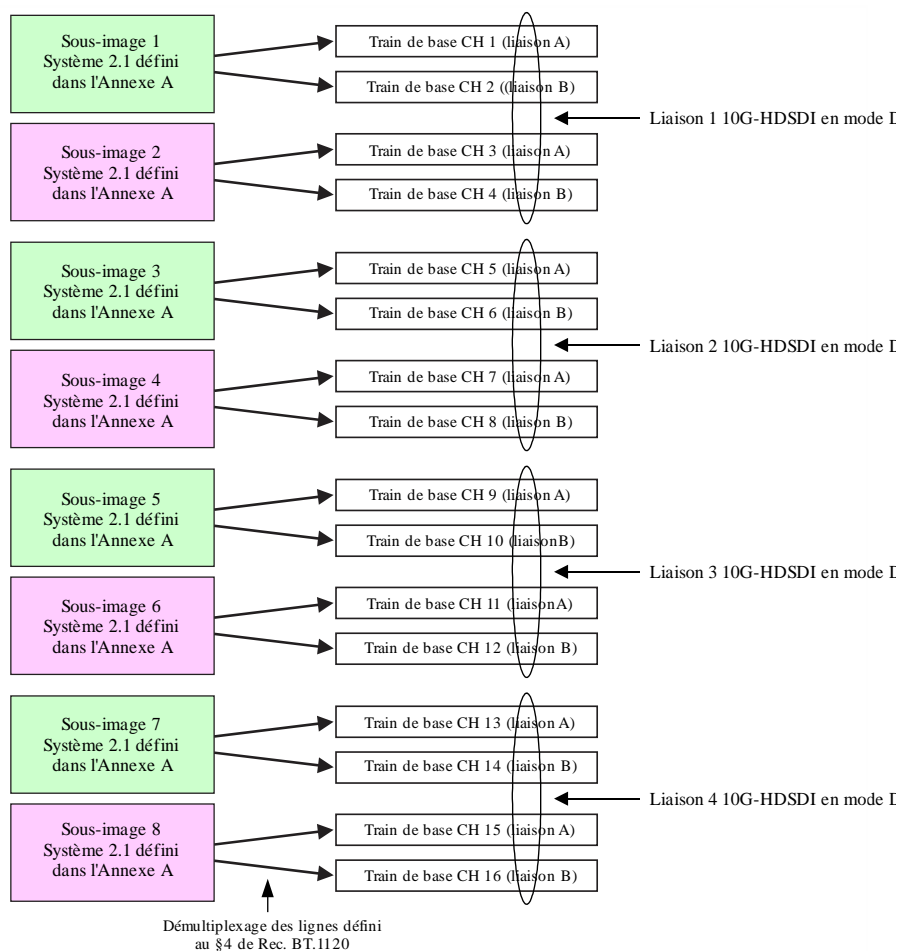 Sous-image 1
Système 2.1 défini
dans l'Annexe A
Train de base CH 1 (liaison A)
Train de base CH 2 ((liaison B)
Liaison 1 10G-HDSDI en mode D
Sous-image 2
Système 2.1 défini
dans l'Annexe A
Train de base CH 3 (liaison A)
Train de base CH 4 (liaison B)
Sous-image 3
Système 2.1 défini
dans l'Annexe A
Train de base CH 5 (liaison A)
Train de base CH 6 (liaison B)
Liaison 2 10G-HDSDI en mode D
Sous-image 4
Système 2.1 défini
dans l'Annexe A
Train de base CH 7 (liaison A)
Train de base CH 8 (liaison B)
Sous-image 5
Système 2.1 défini
dans l'Annexe A
Train de base CH 9 (liaison A)
Train de base CH 10 (liaison B)
Liaison 3 10G-HDSDI en mode D
Sous-image 6
Système 2.1 défini
dans l'Annexe A
Train de base CH 11 (liaison A)
Train de base CH 12 (liaison B)
Sous-image 7
Système 2.1 défini
dans l'Annexe A
Train de base CH 13 (liaison A)
Train de base CH 14 (liaison B)
Liaison 4 10G-HDSDI en mode D
Sous-image 8
Système 2.1 défini
dans l'Annexe A
Train de base CH 15 (liaison A)
Train de base CH 16 (liaison B)
Démultiplexage des lignes défini
au §4 de Rec. BT.1120